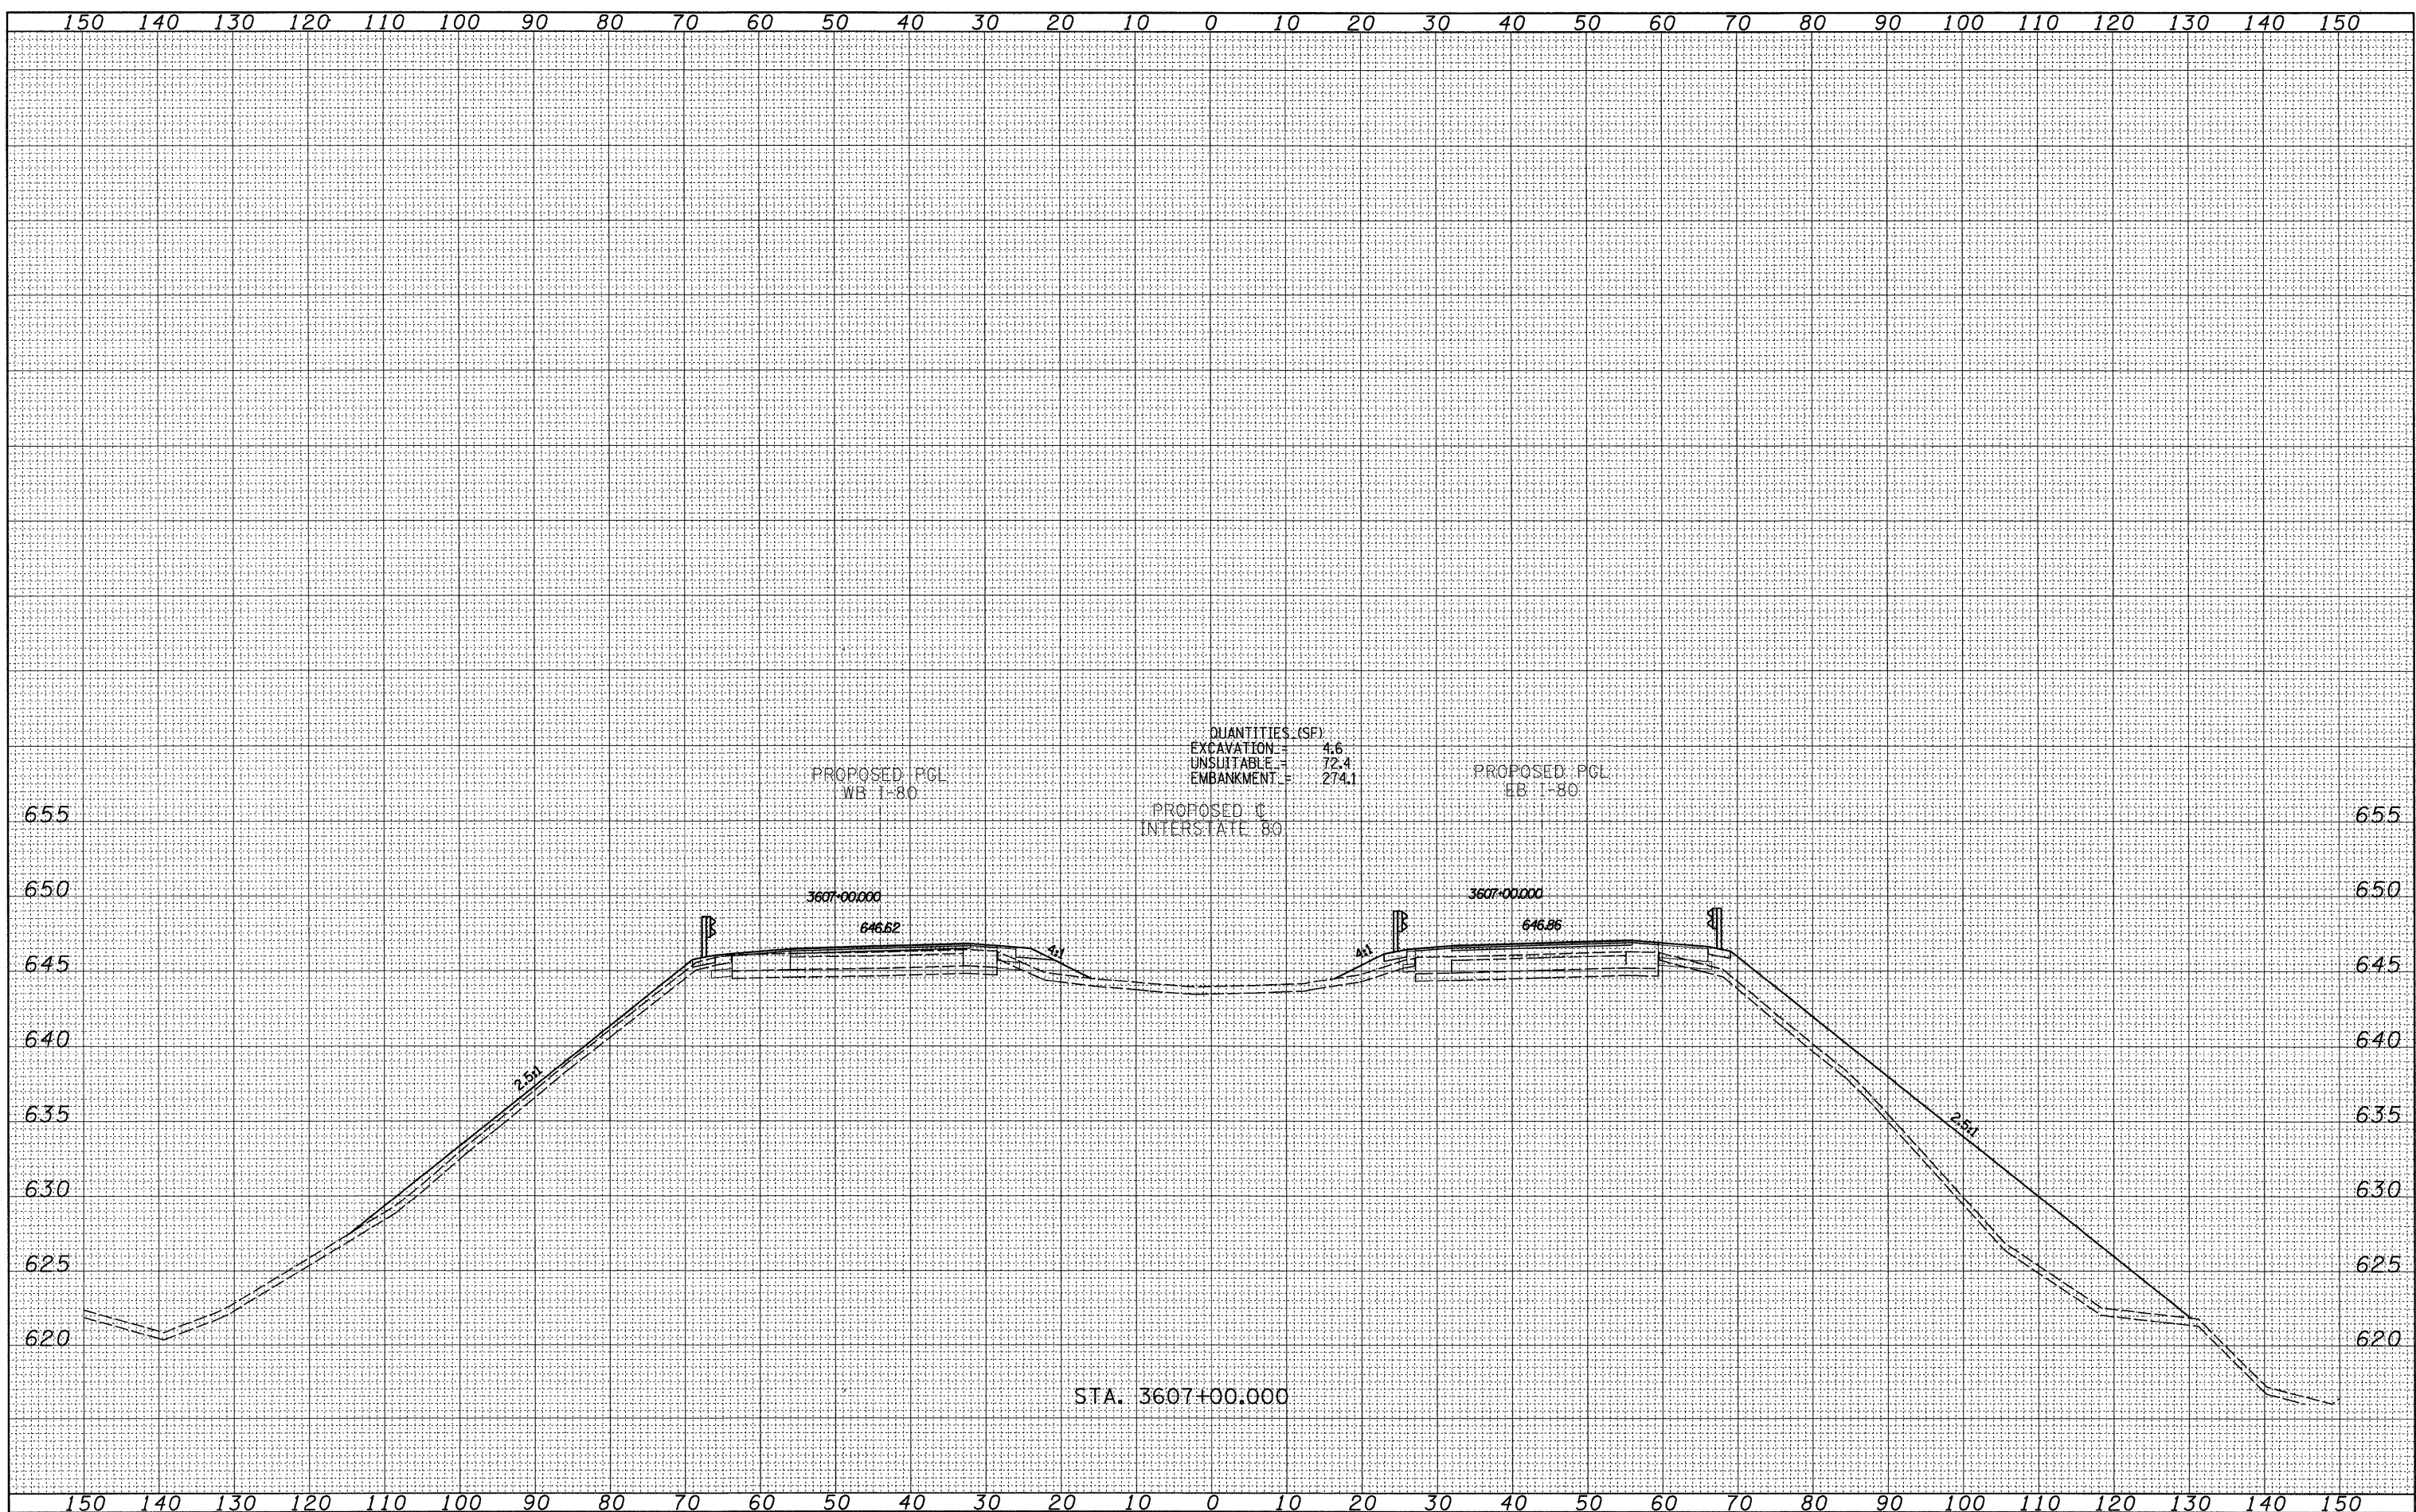 150 140 130 120 110 100 90 80 70 60 50 40 30 20 10 0 10 20 30 40 50 60 70 80 90 100 110 120 130 140 150
QUANTITIES (SF)
EXCAVATION = 4.6
UNSUITABLE = 72.4
EMBANKMENT = 274.1
PROPOSED PGL
WB I-80
PROPOSED PGL
EB I-80
PROPOSED ℄
INTERSTATE 80
655 655
650 650
3607+00.000 3607+00.000
646.62 646.86
4:1 4:1
645 645
640 640
2.5:1
635 635
2.5:1
630 630
625 625
620 620
STA. 3607+00.000
150 140 130 120 110 100 90 80 70 60 50 40 30 20 10 0 10 20 30 40 50 60 70 80 90 100 110 120 130 140 150